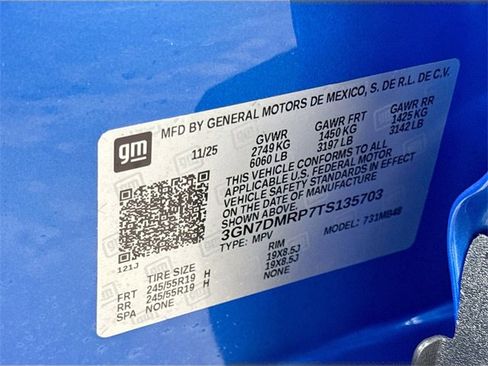 MFD BY GENERAL MOTORS DE MEXICO, S. DE R.L. DE C.V.
gm
11/25
GVWR GAWR FRT GAWR RR
2749 KG 1450 KG 1425 KG
6060 LB 3197 LB 3142 LB
THIS VEHICLE CONFORMS TO ALL
APPLICABLE U.S. FEDERAL MOTOR
VEHICLE SAFETY STANDARDS IN EFFECT
ON THE DATE OF MANUFACTURE
SHOWN ABOVE.
3GN7DMRP7TS135703
TYPE: MPV MODEL: 731MB48
121J
TIRE SIZE RIM
FRT 245/55R19 H 19X8.5J
RR 245/55R19 H 19X8.5J
SPA NONE NONE